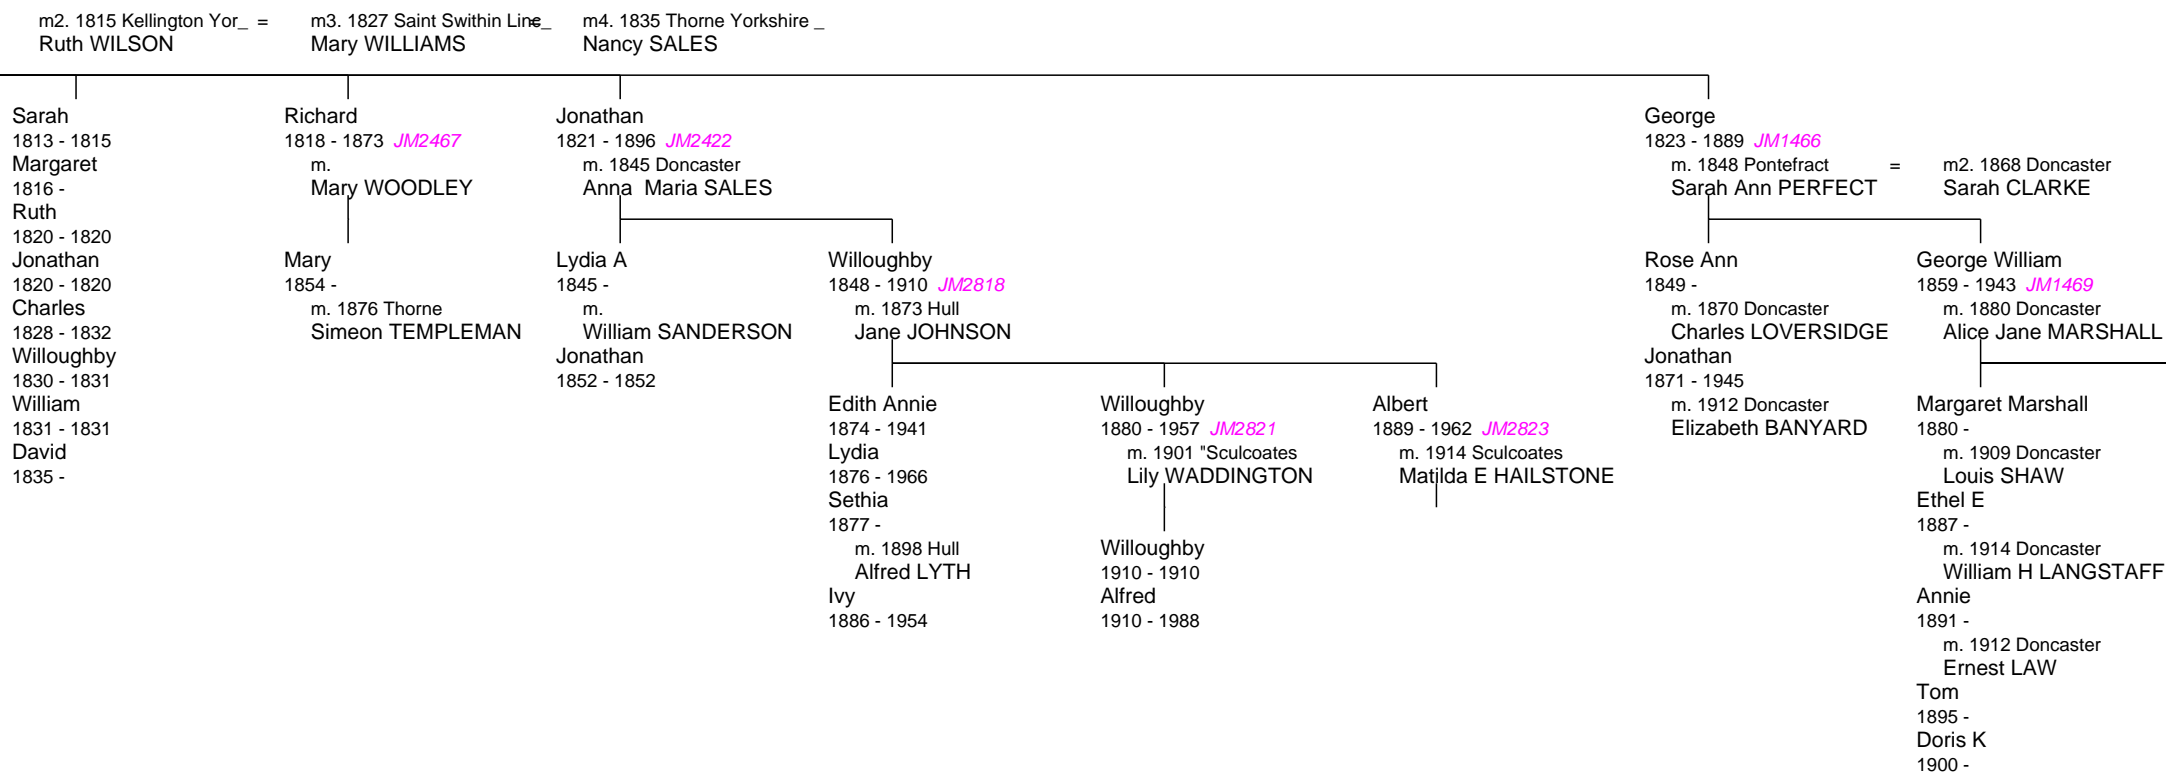 m2. 1815 Kellington Yor_ =
Ruth WILSON
m3. 1827 Saint Swithin Linc_ =
Mary WILLIAMS
m4. 1835 Thorne Yorkshire _
Nancy SALES
Sarah
1813 - 1815
Margaret
1816 -
Ruth
1820 - 1820
Jonathan
1820 - 1820
Charles
1828 - 1832
Willoughby
1830 - 1831
William
1831 - 1831
David
1835 -
Richard
1818 - 1873 JM2467
m.
Mary WOODLEY
Mary
1854 -
m. 1876 Thorne
Simeon TEMPLEMAN
Jonathan
1821 - 1896 JM2422
m. 1845 Doncaster
Anna Maria SALES
Lydia A
1845 -
m.
William SANDERSON
Jonathan
1852 - 1852
Willoughby
1848 - 1910 JM2818
m. 1873 Hull
Jane JOHNSON
Edith Annie
1874 - 1941
Lydia
1876 - 1966
Sethia
1877 -
m. 1898 Hull
Alfred LYTH
Ivy
1886 - 1954
Willoughby
1880 - 1957 JM2821
m. 1901 "Sculcoates
Lily WADDINGTON
Willoughby
1910 - 1910
Alfred
1910 - 1988
Albert
1889 - 1962 JM2823
m. 1914 Sculcoates
Matilda E HAILSTONE
George
1823 - 1889 JM1466
m. 1848 Pontefract =
Sarah Ann PERFECT
m2. 1868 Doncaster
Sarah CLARKE
Rose Ann
1849 -
m. 1870 Doncaster
Charles LOVERSIDGE
Jonathan
1871 - 1945
m. 1912 Doncaster
Elizabeth BANYARD
George William
1859 - 1943 JM1469
m. 1880 Doncaster
Alice Jane MARSHALL
Margaret Marshall
1880 -
m. 1909 Doncaster
Louis SHAW
Ethel E
1887 -
m. 1914 Doncaster
William H LANGSTAFF
Annie
1891 -
m. 1912 Doncaster
Ernest LAW
Tom
1895 -
Doris K
1900 -